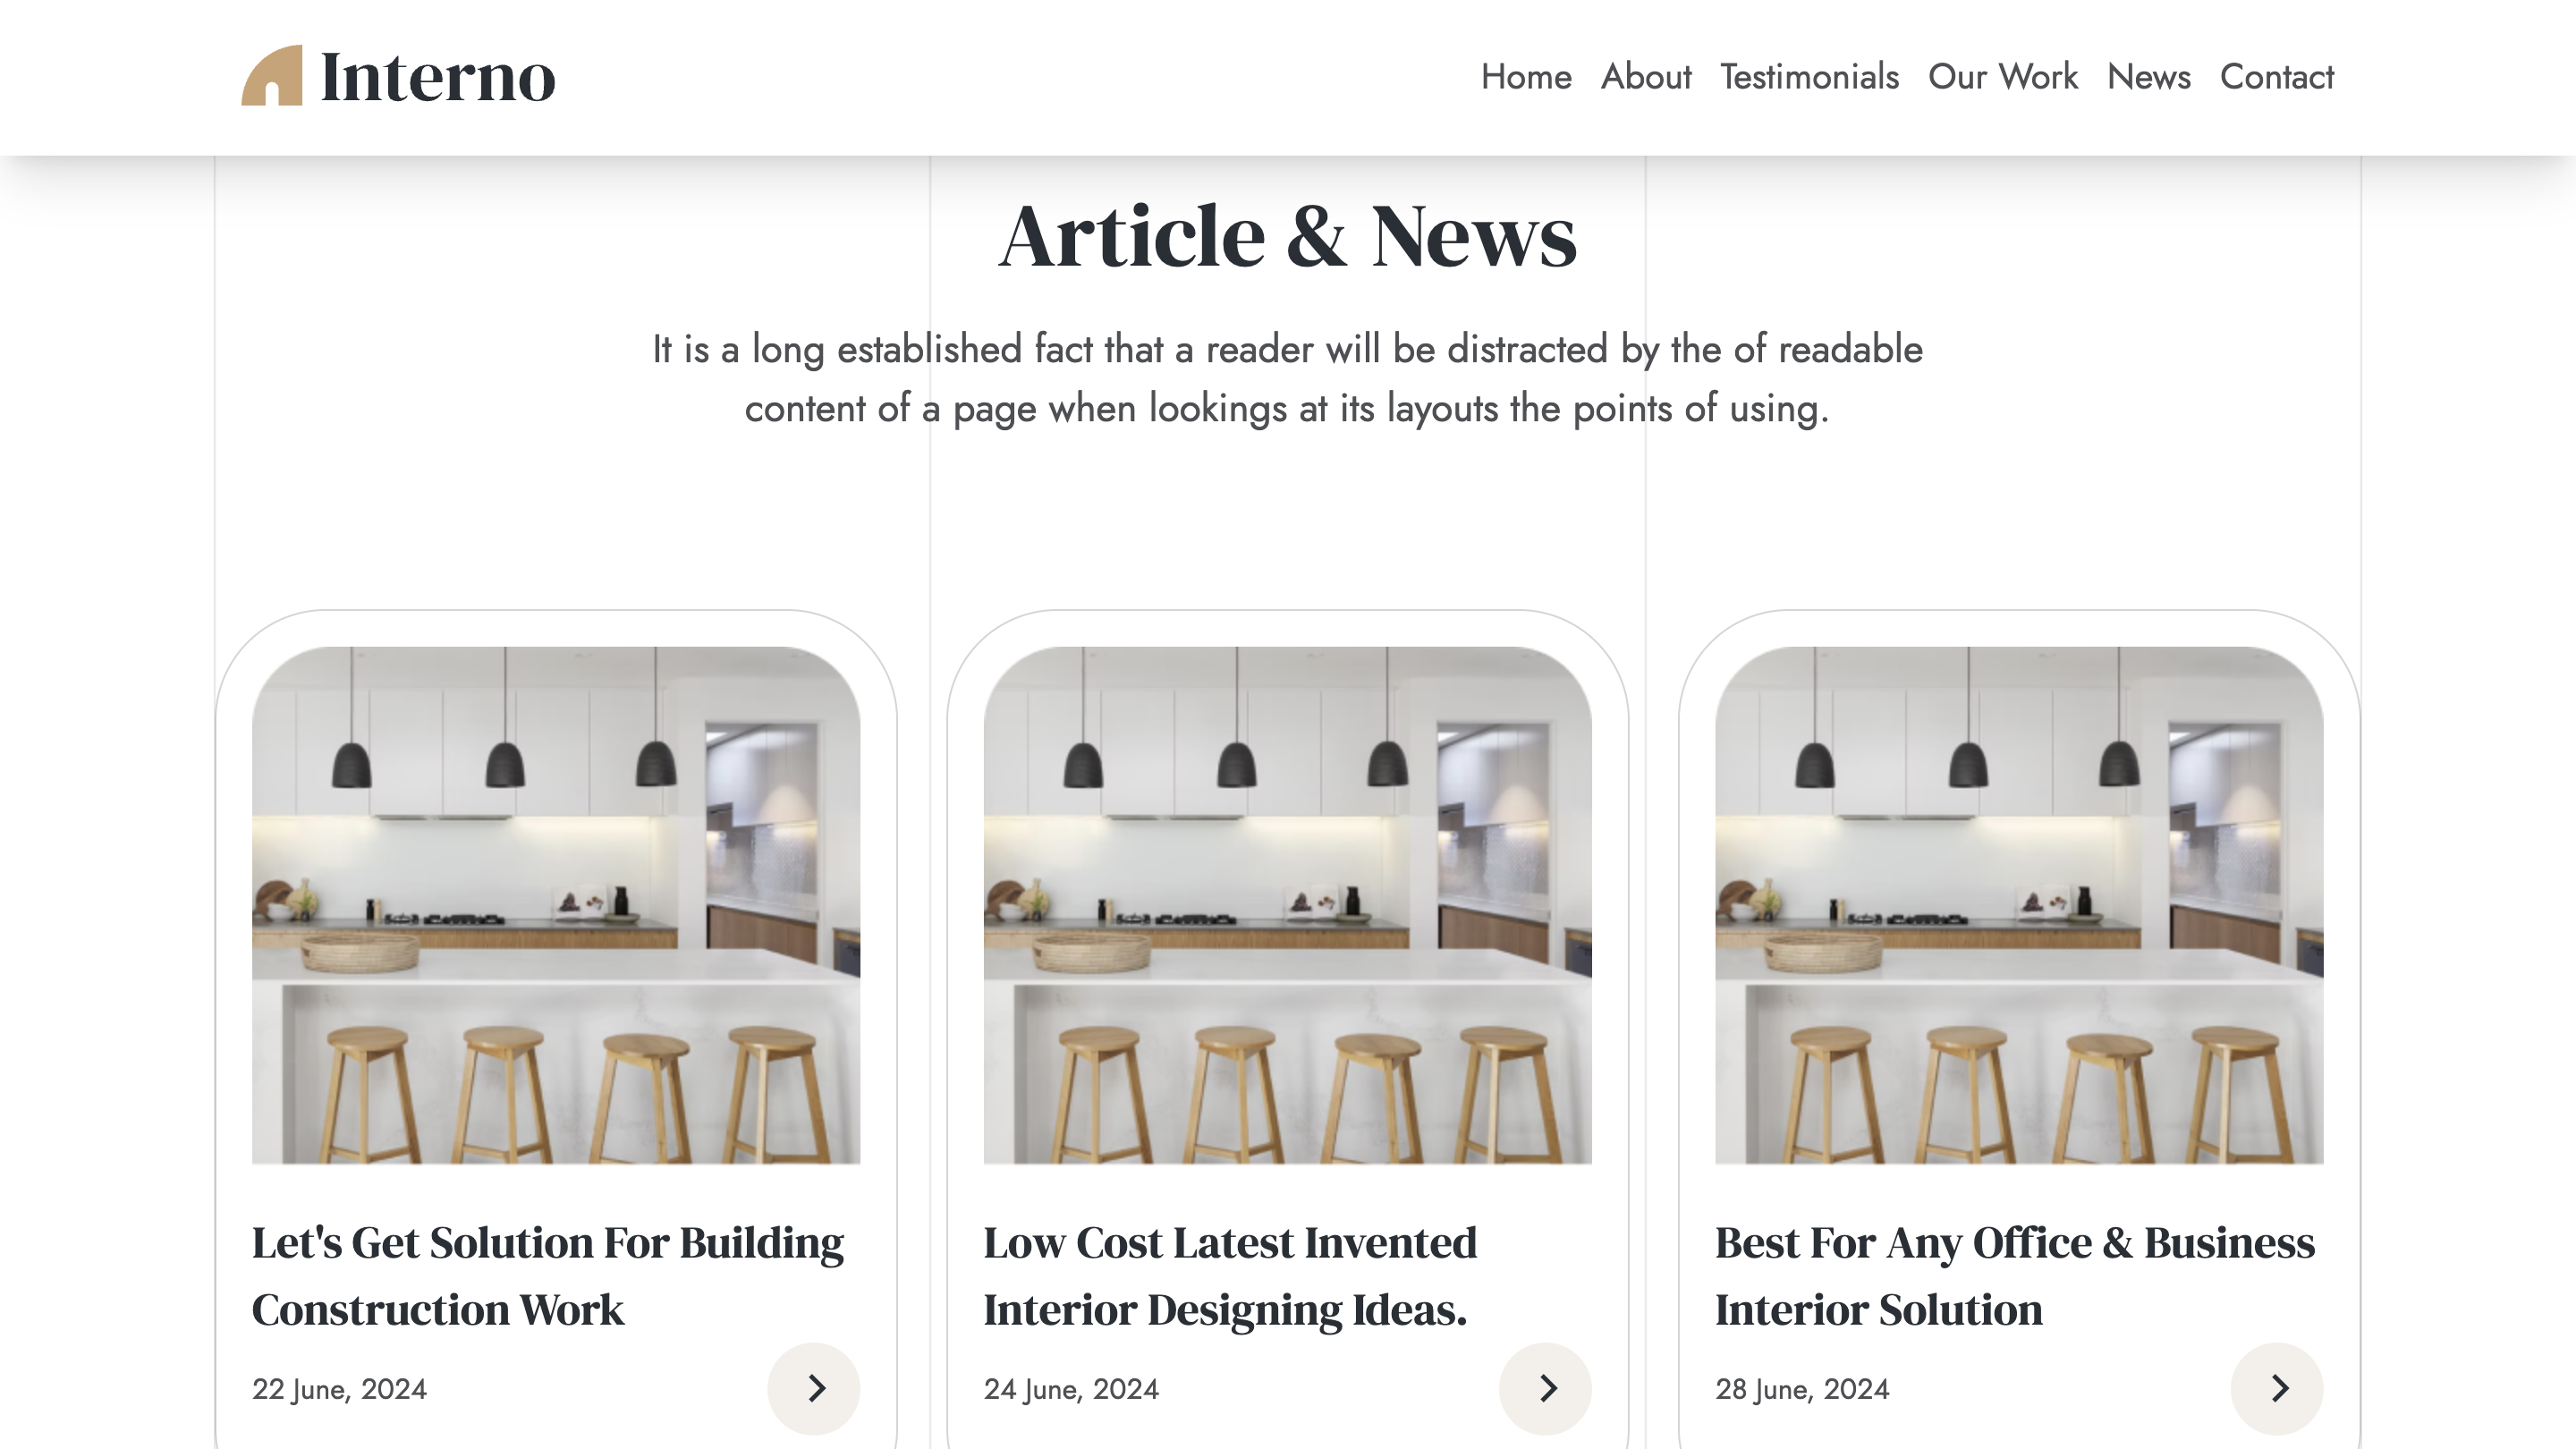 Interno
Home About Testimonials Our Work News Contact
Article & News
It is a long established fact that a reader will be distracted by the of readable
content of a page when lookings at its layouts the points of using.
Let's Get Solution For Building
Construction Work
22 June, 2024
Low Cost Latest Invented
Interior Designing Ideas.
24 June, 2024
Best For Any Office & Business
Interior Solution
28 June, 2024